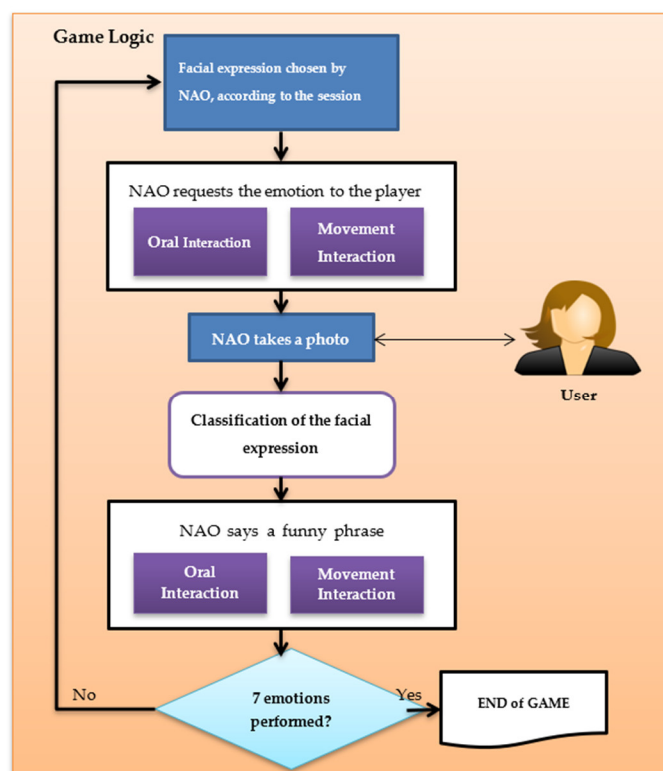 Game Logic
Facial expression chosen by
NAO, according to the session
NAO requests the emotion to the player
Oral Interaction
Movement
Interaction
NAO takes a photo
User
Classification of the facial
expression
NAO says a funny phrase
Oral
Interaction
Movement
Interaction
No
7 emotions
performed?
Yes
END of GAME